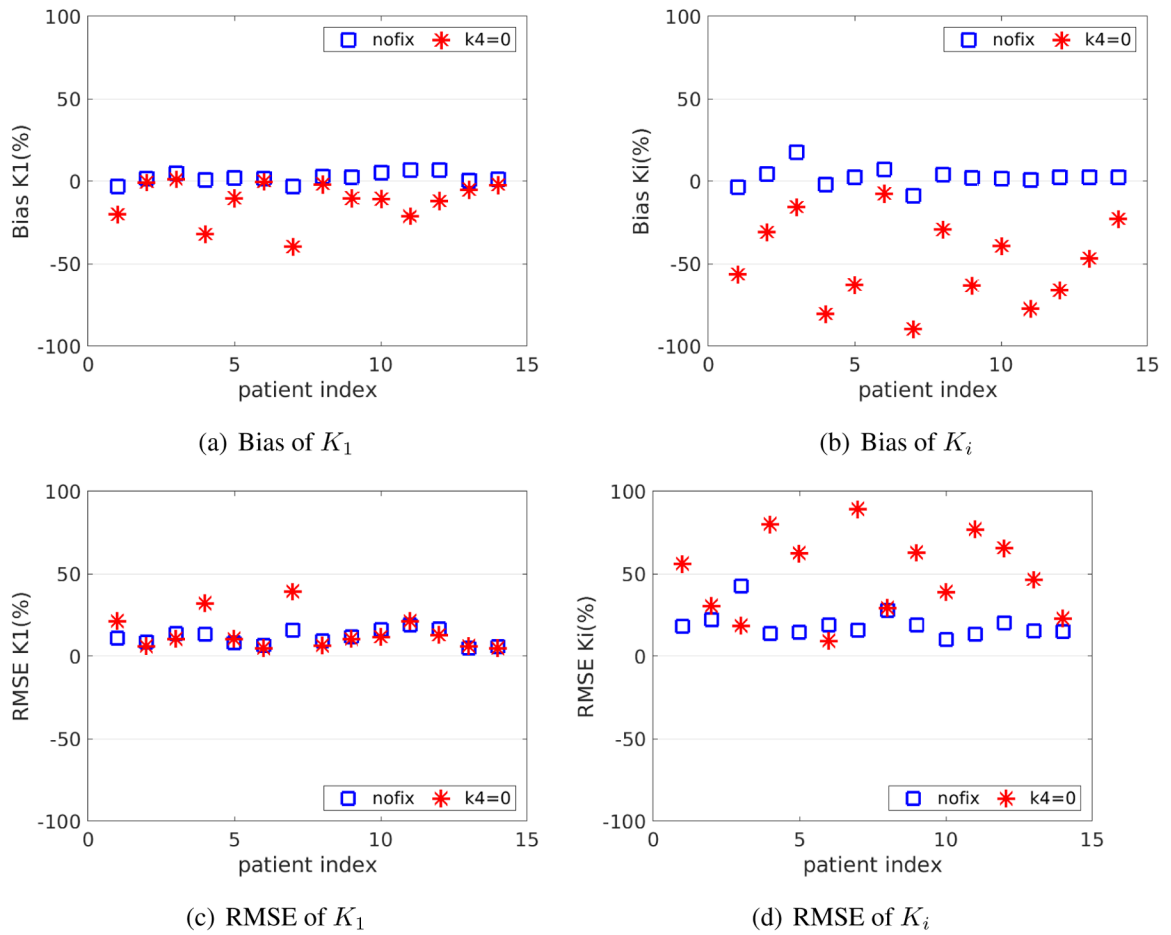 100
50
0
-50
-100
Bias K1(%)
nofix k4=0
0 5 10 15
patient index
(a) Bias of K₁
100
50
0
-50
-100
Bias Ki(%)
nofix k4=0
0 5 10 15
patient index
(b) Bias of Kᵢ
100
50
0
-50
-100
RMSE K1(%)
nofix k4=0
0 5 10 15
patient index
(c) RMSE of K₁
100
50
0
-50
-100
RMSE Ki(%)
nofix k4=0
0 5 10 15
patient index
(d) RMSE of Kᵢ